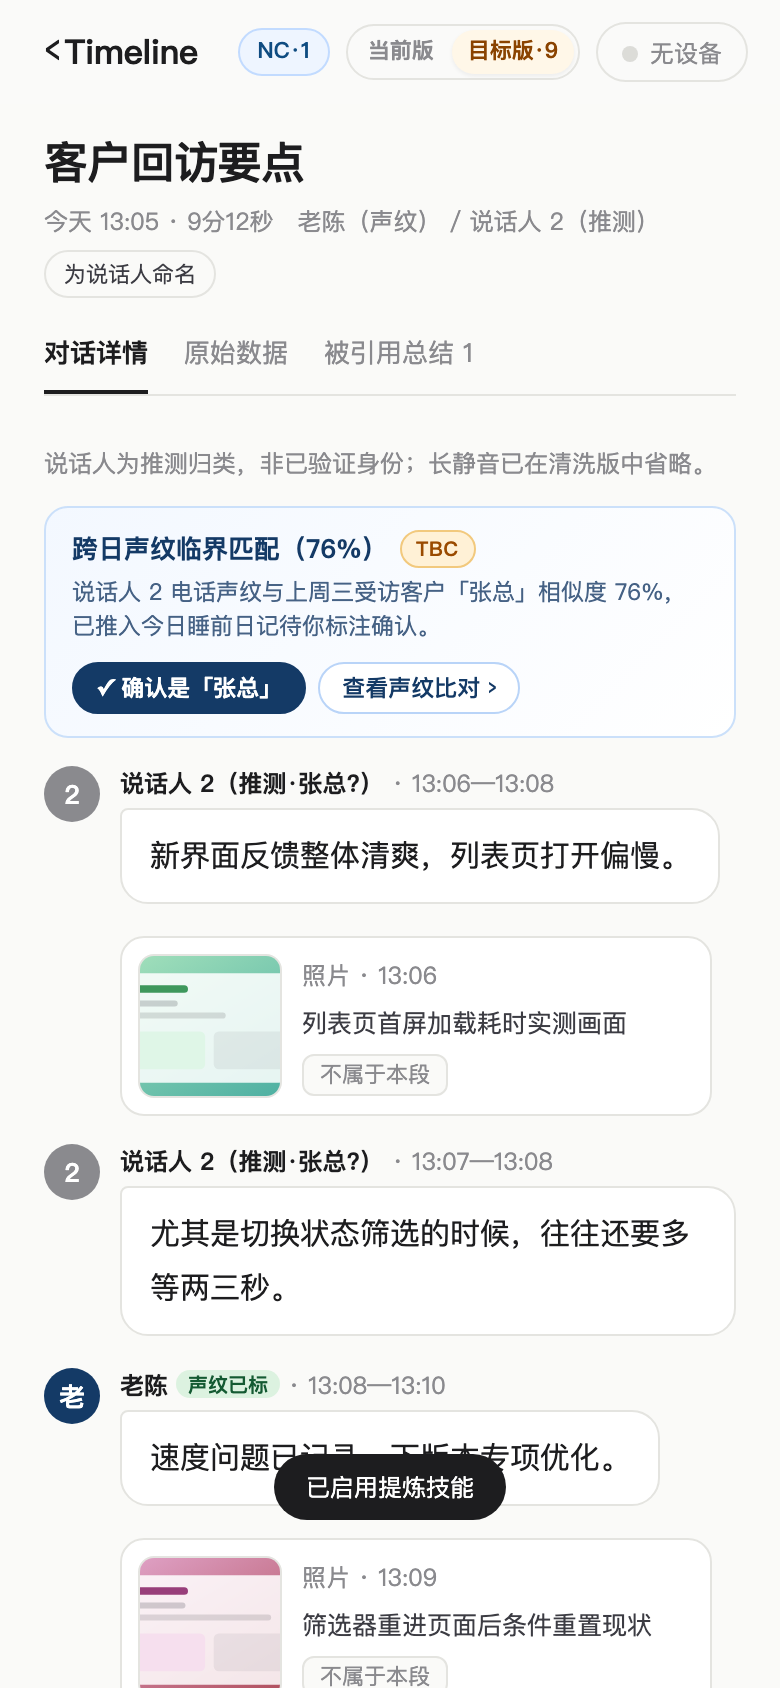 <Timeline NC·1 当前版 目标版·9 无设备
客户回访要点
今天 13:05 · 9分12秒 老陈（声纹） / 说话人 2（推测）
为说话人命名
对话详情 原始数据 被引用总结 1
说话人为推测归类，非已验证身份；长静音已在清洗版中省略。
跨日声纹临界匹配（76%） TBC
说话人 2 电话声纹与上周三受访客户「张总」相似度 76%，
已推入今日睡前日记待你标注确认。
✓ 确认是「张总」 查看声纹比对 ›
2 说话人 2（推测·张总?） · 13:06—13:08
新界面反馈整体清爽，列表页打开偏慢。
照片 · 13:06
列表页首屏加载耗时实测画面
不属于本段
2 说话人 2（推测·张总?） · 13:07—13:08
尤其是切换状态筛选的时候，往往还要多
等两三秒。
老 老陈 声纹已标 · 13:08—13:10
速度问题已记录，下版本专项优化。
已启用提炼技能
照片 · 13:09
筛选器重进页面后条件重置现状
不属于本段